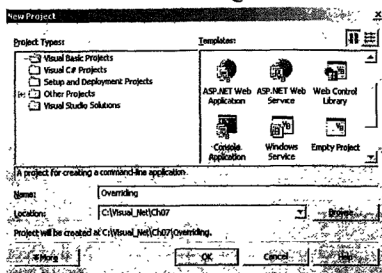 New Project
Project Types:
Templates:
Visual Basic Projects
Visual C# Projects
Setup and Deployment Projects
Other Projects
Visual Studio Solutions
ASP.NET Web Application
ASP.NET Web Service
Web Control Library
Console Application
Windows Service
Empty Project
A project for creating a command-line application
Name:
Overriding
Location:
C:\Visual_Net\Ch07
Browse...
Project will be created at C:\Visual_Net\Ch07\Overriding.
More
OK
Cancel
Help